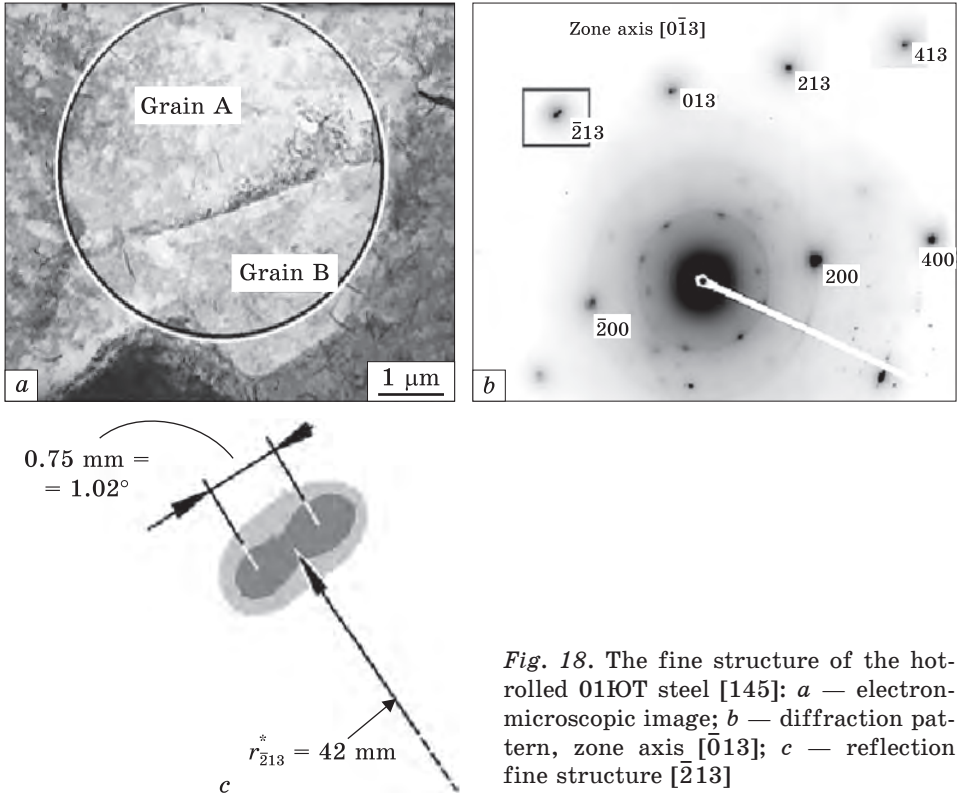 Grain A
Grain B
a
1 μm
Zone axis [01̄3]
413
213
013
2̄13
400
200
2̄00
b
0.75 mm =
= 1.02°
r*2̄13 = 42 mm
c
Fig. 18. The fine structure of the hot-
rolled 01ЮТ steel [145]: a — electron-
microscopic image; b — diffraction pat-
tern, zone axis [0̄13]; c — reflection
fine structure [2̄13]